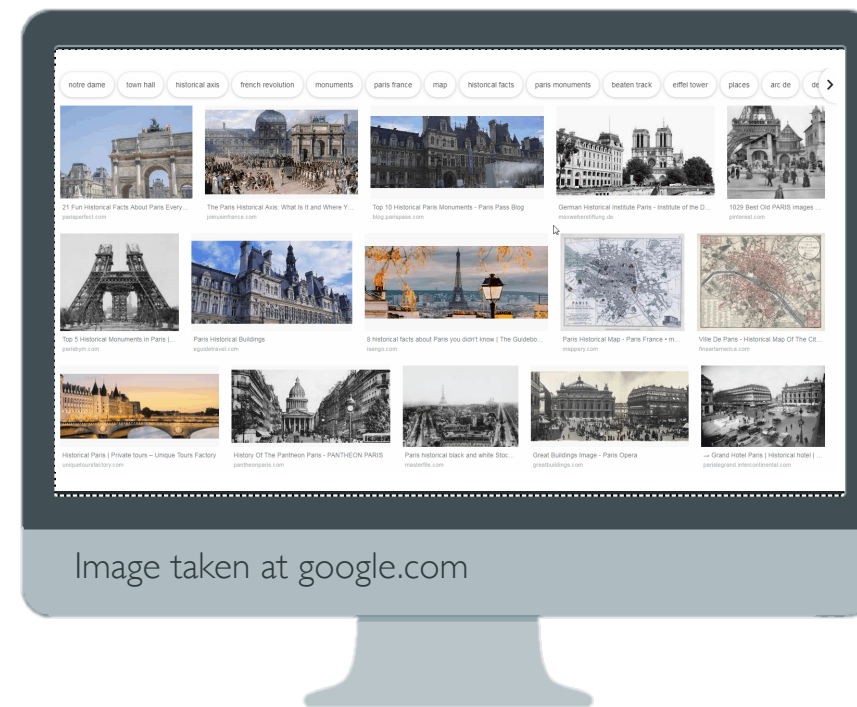 notre dame town hall historical axis french revolution monuments paris france map historical facts paris monuments beaten track eiffel tower places arc de de
21 Fun Historical Facts About Paris Every...
parisperfect.com
The Paris Historical Axis: What Is It and Where Y...
joinusinfrance.com
Top 10 Historical Paris Monuments - Paris Pass Blog
blog.parispass.com
German Historical Institute Paris - Institute of the D...
maxweberstiftung.de
1029 Best Old PARIS images ...
pinterest.com
Top 5 Historical Monuments in Paris |...
parisbym.com
Paris Historical Buildings
eguidetravel.com
8 historical facts about Paris you didn't know | The Guidebo...
isango.com
Paris Historical Map - Paris France • m...
mappery.com
Ville De Paris - Historical Map Of The Cit...
fineartamerica.com
PARIS
Historical Paris | Private tours – Unique Tours Factory
uniquetoursfactory.com
History Of The Pantheon Paris - PANTHEON PARIS
pantheonparis.com
Paris historical black and white Stoc...
masterfile.com
Great Buildings Image - Paris Opera
greatbuildings.com
→ Grand Hotel Paris | Historical hotel | ...
parislegrand.intercontinental.com
Image taken at google.com